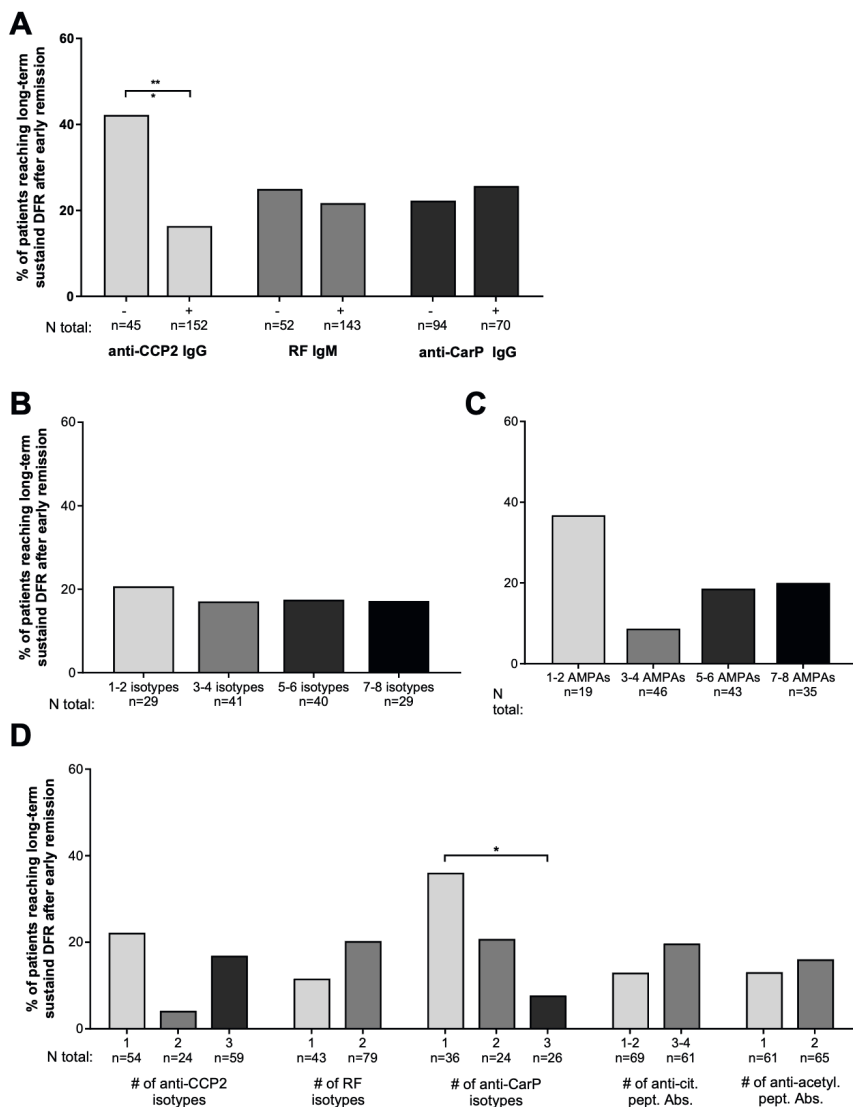 A
% of patients reaching long-term
sustaind DFR after early remission
60
40
20
0
**
*
- + - + - +
N total: n=45 n=152 n=52 n=143 n=94 n=70
anti-CCP2 IgG RF IgM anti-CarP IgG
B
% of patients reaching long-term
sustaind DFR after early remission
60
40
20
0
1-2 isotypes 3-4 isotypes 5-6 isotypes 7-8 isotypes
N total: n=29 n=41 n=40 n=29
C
60
40
20
0
1-2 AMPAs 3-4 AMPAs 5-6 AMPAs 7-8 AMPAs
n=19 n=46 n=43 n=35
N
total:
D
% of patients reaching long-term
sustaind DFR after early remission
60
40
20
0
*
1 2 3 1 2 1 2 3 1-2 3-4 1 2
N total: n=54 n=24 n=59 n=43 n=79 n=36 n=24 n=26 n=69 n=61 n=61 n=65
# of anti-CCP2 # of RF # of anti-CarP # of anti-cit. # of anti-acetyl.
isotypes isotypes isotypes pept. Abs. pept. Abs.